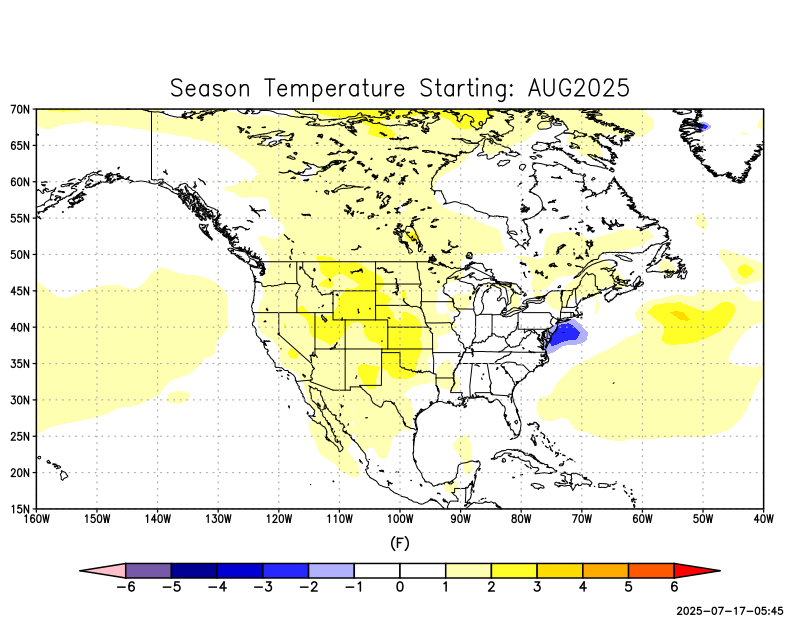 Season Temperature Starting: AUG2025
70N
65N
60N
55N
50N
45N
40N
35N
30N
25N
20N
15N
160W 150W 140W 130W 120W 110W 100W 90W 80W 70W 60W 50W 40W
(F)
−6 −5 −4 −3 −2 −1 0 1 2 3 4 5 6
2025-07-17-05:45